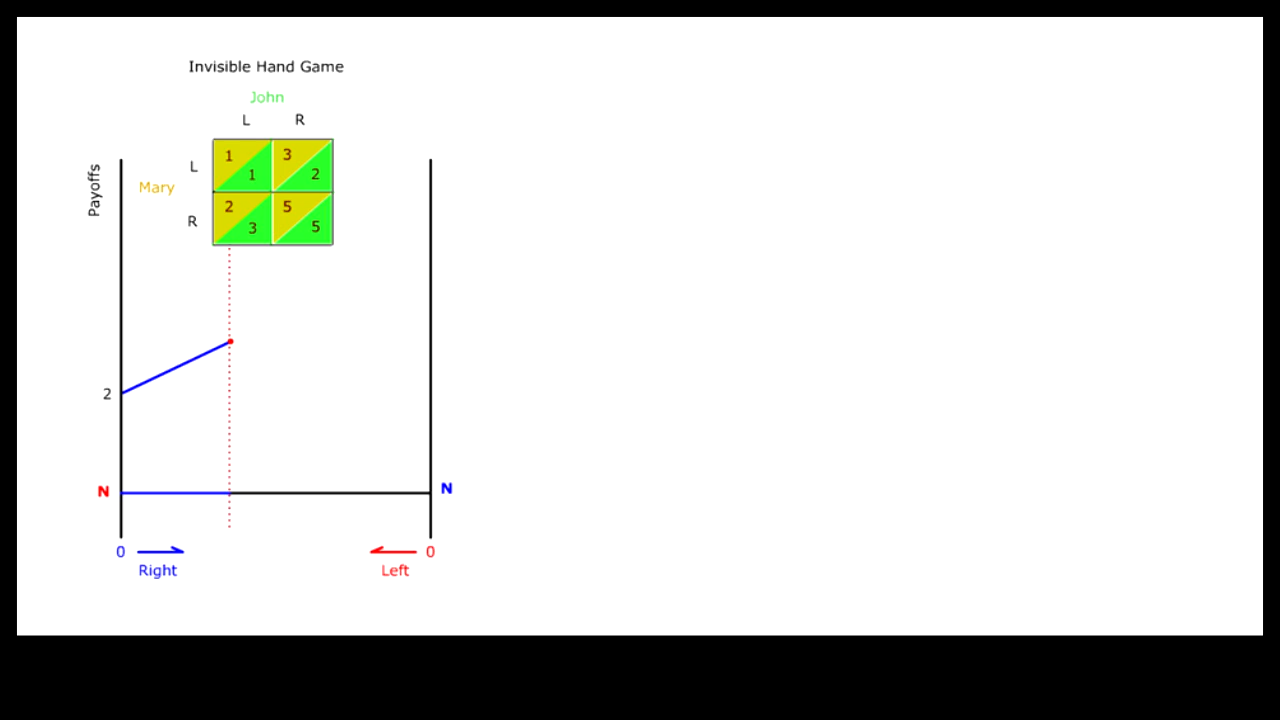 Invisible Hand Game
John
L R
Payoffs
Mary
L
1 3
1 2
R
2 5
3 5
2
N N
0 0
Right Left